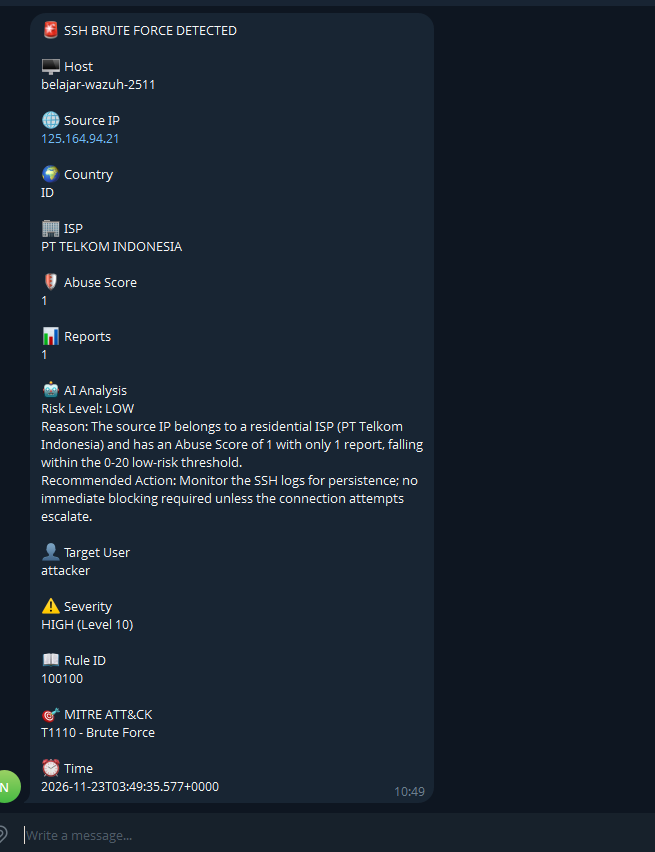 SSH BRUTE FORCE DETECTED
Host
belajar-wazuh-2511
Source IP
125.164.94.21
Country
ID
ISP
PT TELKOM INDONESIA
Abuse Score
1
Reports
1
AI Analysis
Risk Level: LOW
Reason: The source IP belongs to a residential ISP (PT Telkom
Indonesia) and has an Abuse Score of 1 with only 1 report, falling
within the 0-20 low-risk threshold.
Recommended Action: Monitor the SSH logs for persistence; no
immediate blocking required unless the connection attempts
escalate.
Target User
attacker
Severity
HIGH (Level 10)
Rule ID
100100
MITRE ATT&CK
T1110 - Brute Force
Time
2026-11-23T03:49:35.577+0000
10:49
N
Write a message...